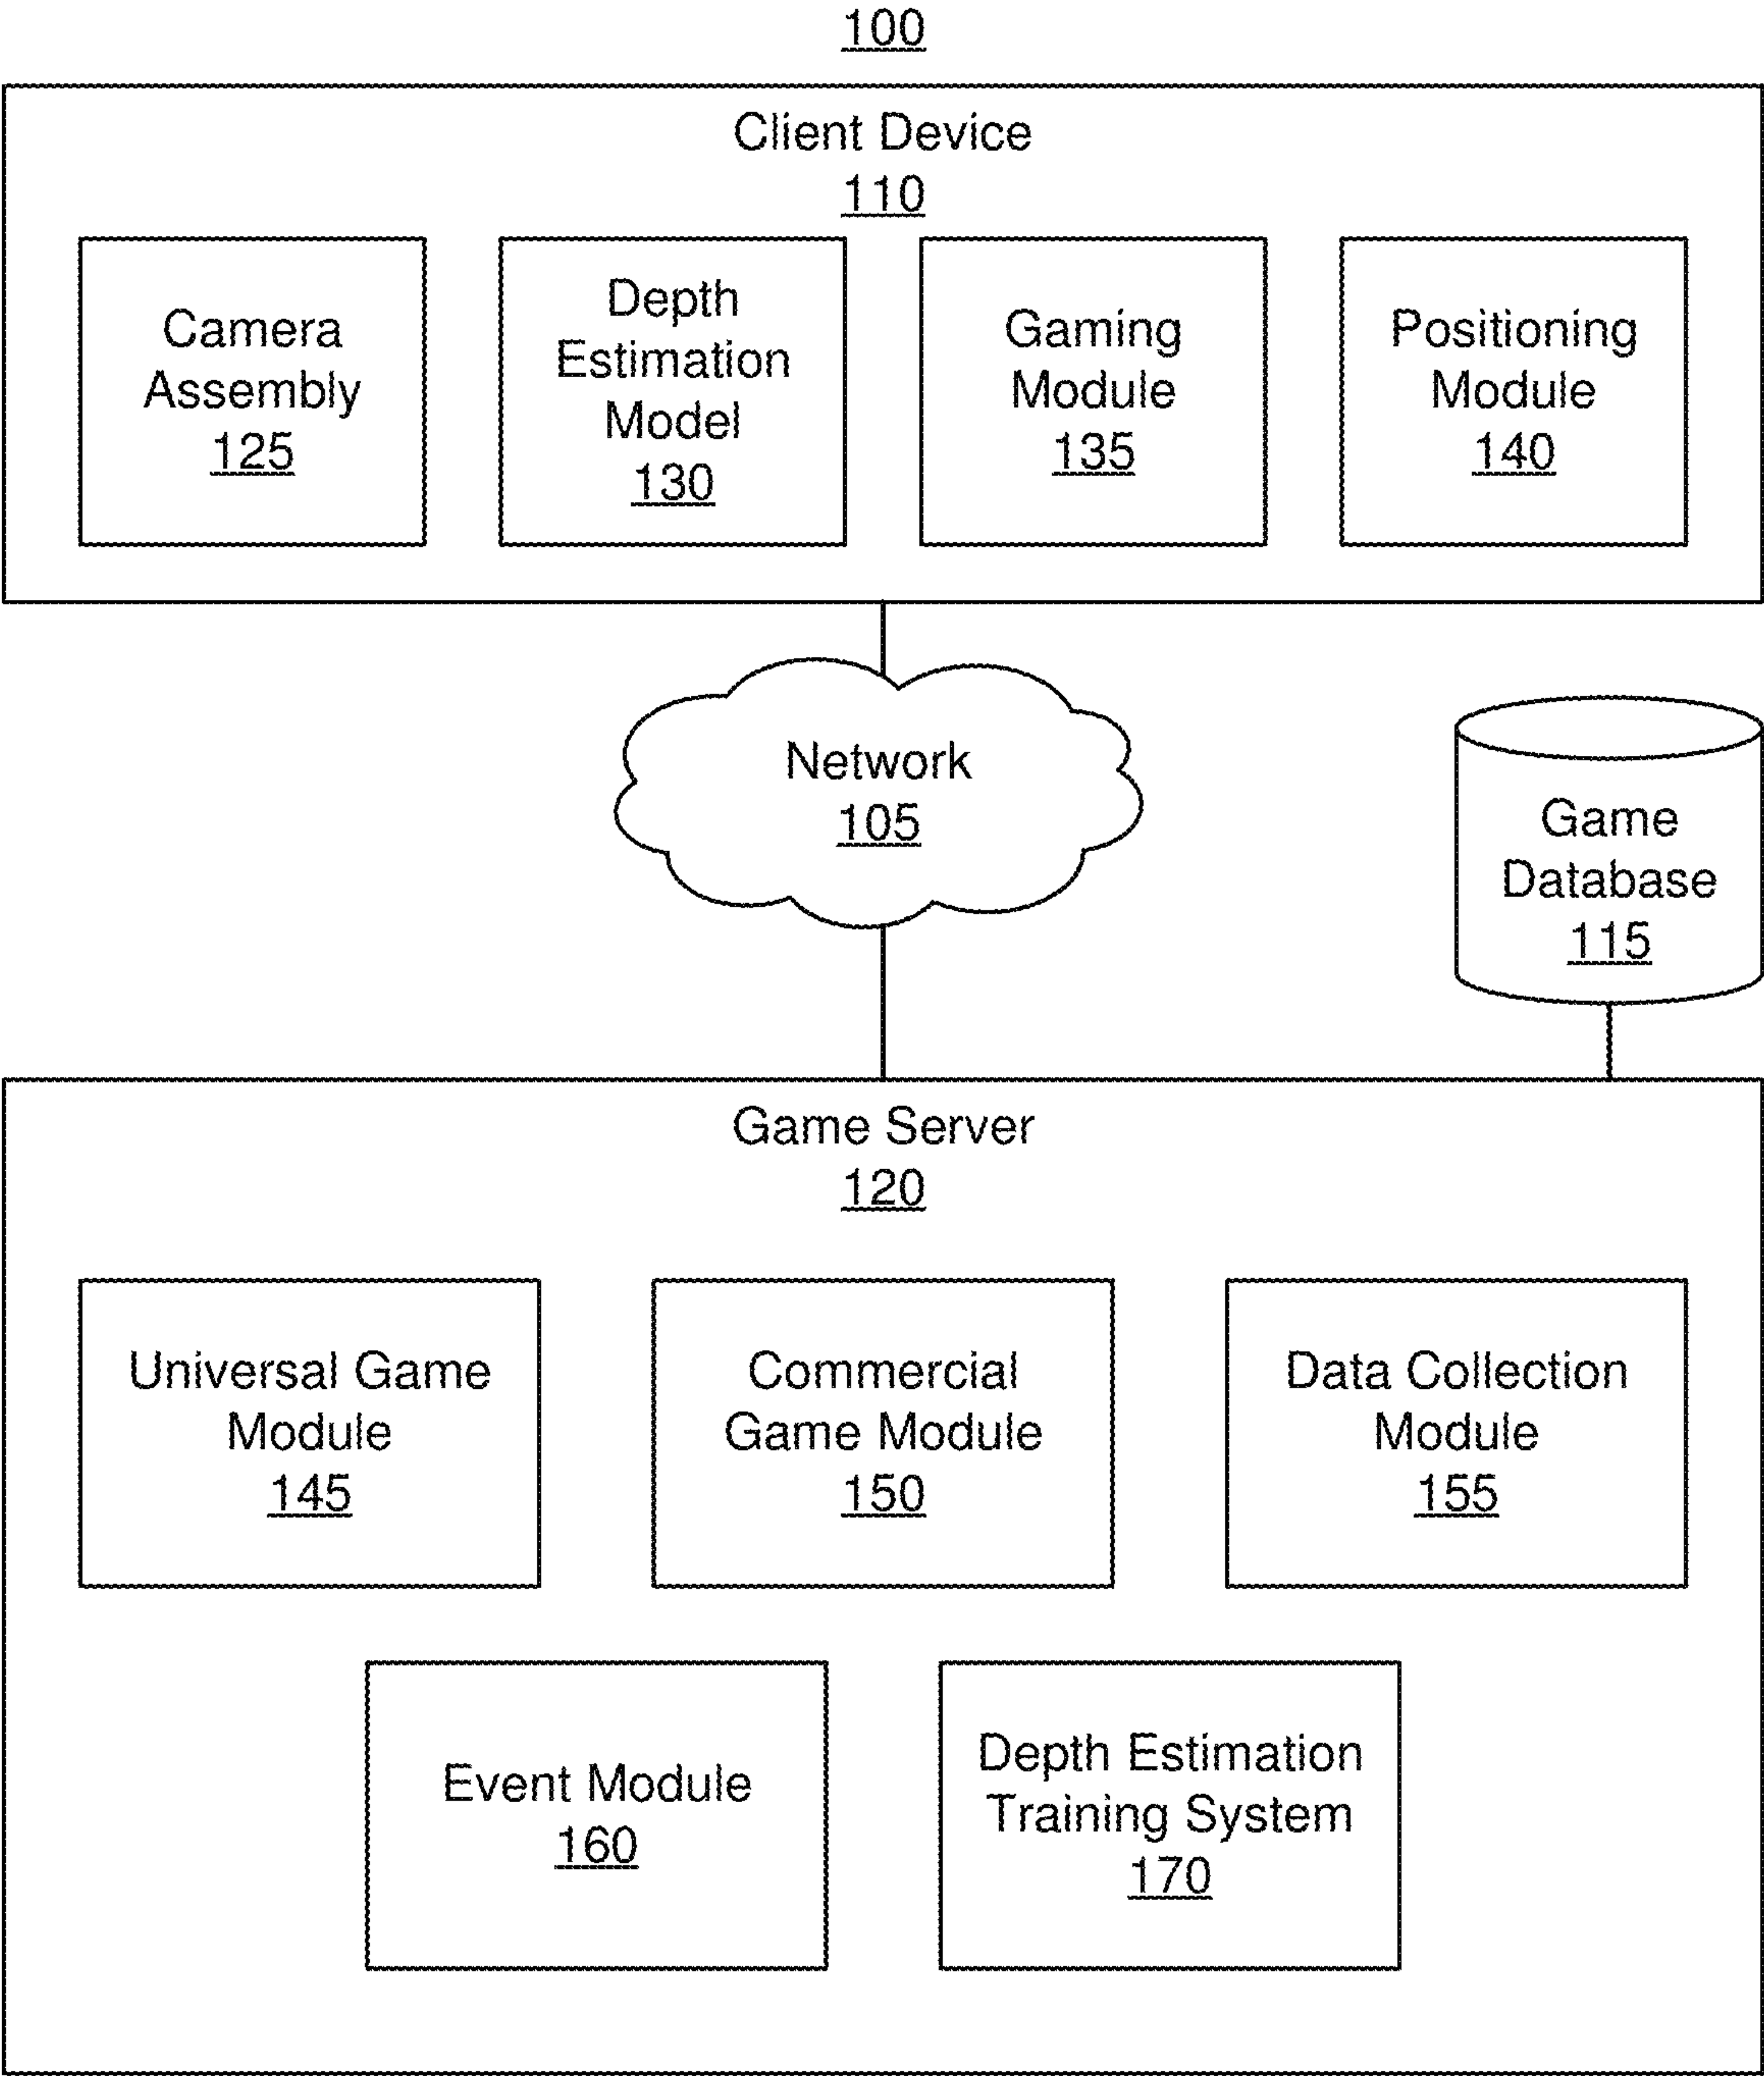 100
Client Device
110
Camera
Assembly
125
Depth
Estimation
Model
130
Gaming
Module
135
Positioning
Module
140
Network
105
Game
Database
115
Game Server
120
Universal Game
Module
145
Commercial
Game Module
150
Data Collection
Module
155
Event Module
160
Depth Estimation
Training System
170